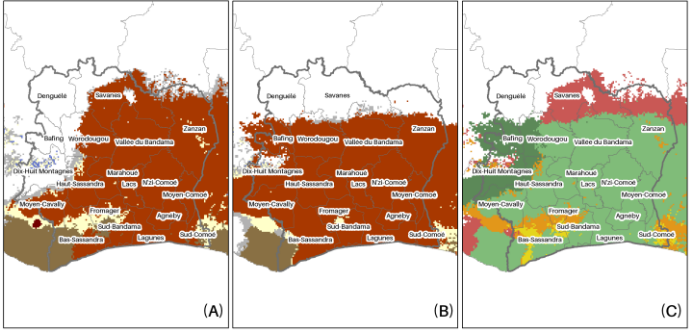 Denguélé
Savanes
Zanzan
Bafing
Worodougou
Vallée du Bandama
Dix-Huit Montagnes
Marahoué
Haut-Sassandra
Lacs
N'zi-Comoé
Moyen-Comoé
Moyen-Cavally
Fromager
Agneby
Sud-Bandama
Bas-Sassandra
Lagunes
Sud-Comoé
(A)
Denguélé
Savanes
Zanzan
Bafing
Worodougou
Vallée du Bandama
Dix-Huit Montagnes
Marahoué
Haut-Sassandra
Lacs
N'zi-Comoé
Moyen-Comoé
Moyen-Cavally
Fromager
Agneby
Sud-Bandama
Bas-Sassandra
Lagunes
Sud-Comoé
(B)
Denguélé
Savanes
Zanzan
Bafing
Worodougou
Vallée du Bandama
Dix-Huit Montagnes
Marahoué
Haut-Sassandra
Lacs
N'zi-Comoé
Moyen-Comoé
Moyen-Cavally
Fromager
Agneby
Sud-Bandama
Bas-Sassandra
Lagunes
Sud-Comoé
(C)